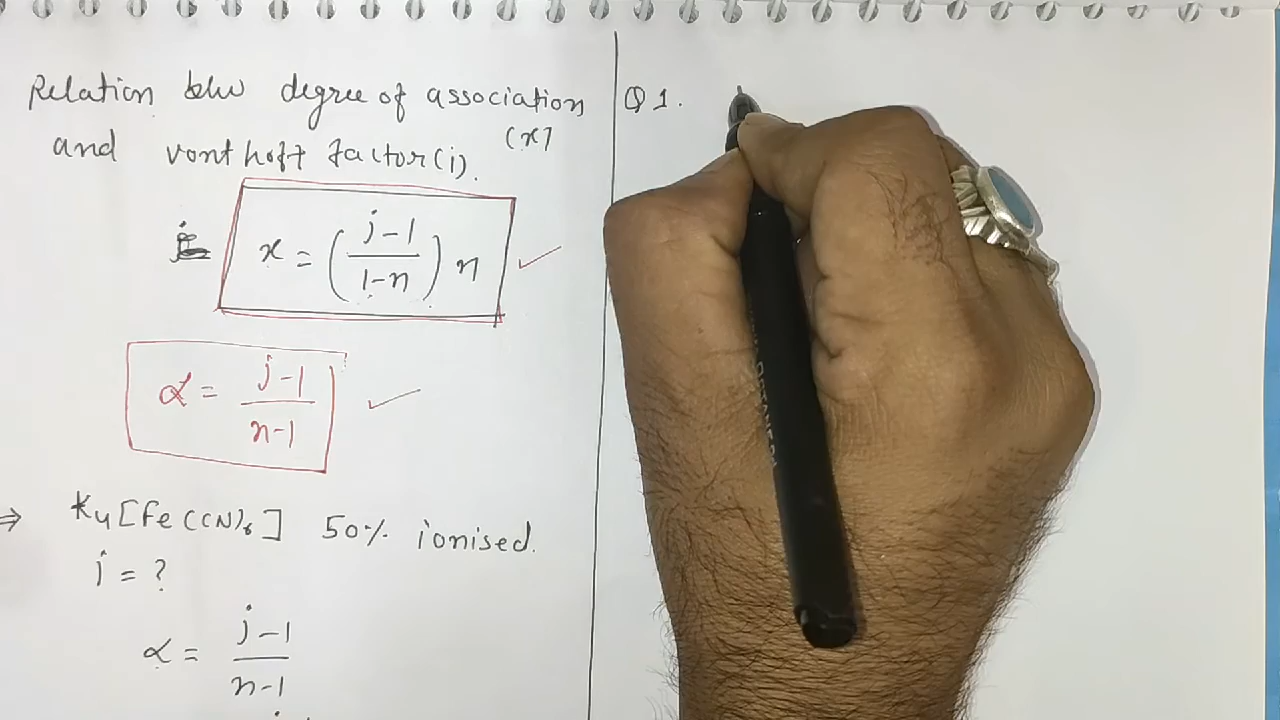 Relation b/w degree of association
(x)
and vont hoff factor(i).
x = (i-1/1-n) n
α = i-1/n-1
⇒ K4[Fe(CN)6] 50% ionised.
i = ?
α = i-1/n-1
Q1.